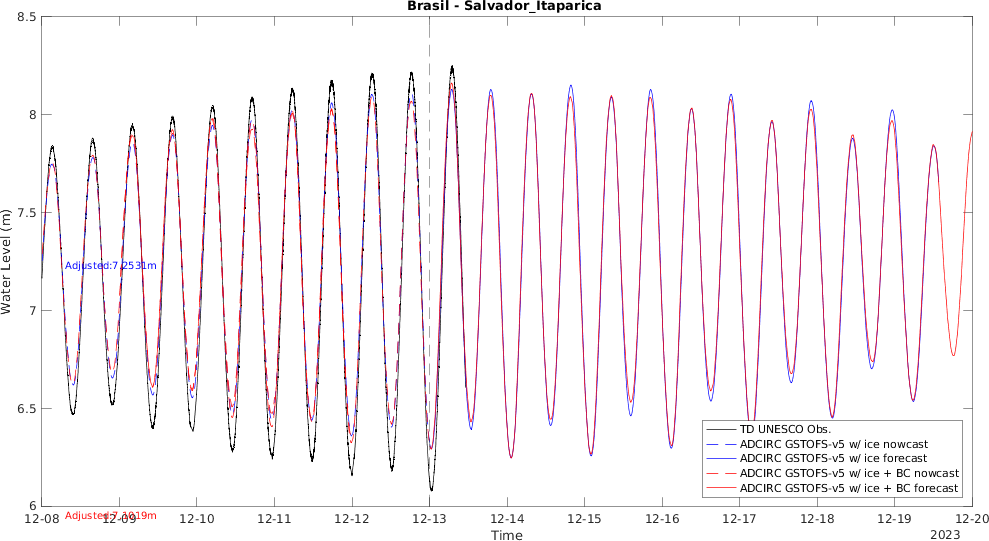 Brasil - Salvador_Itaparica
8.5
8
7.5
7
6.5
6
Water Level (m)
Adjusted:7.2531m
Adjusted:7.1019m
TD UNESCO Obs.
ADCIRC GSTOFS-v5 w/ ice nowcast
ADCIRC GSTOFS-v5 w/ ice forecast
ADCIRC GSTOFS-v5 w/ ice + BC nowcast
ADCIRC GSTOFS-v5 w/ ice + BC forecast
12-08 12-09 12-10 12-11 12-12 12-13 12-14 12-15 12-16 12-17 12-18 12-19 12-20
Time
2023